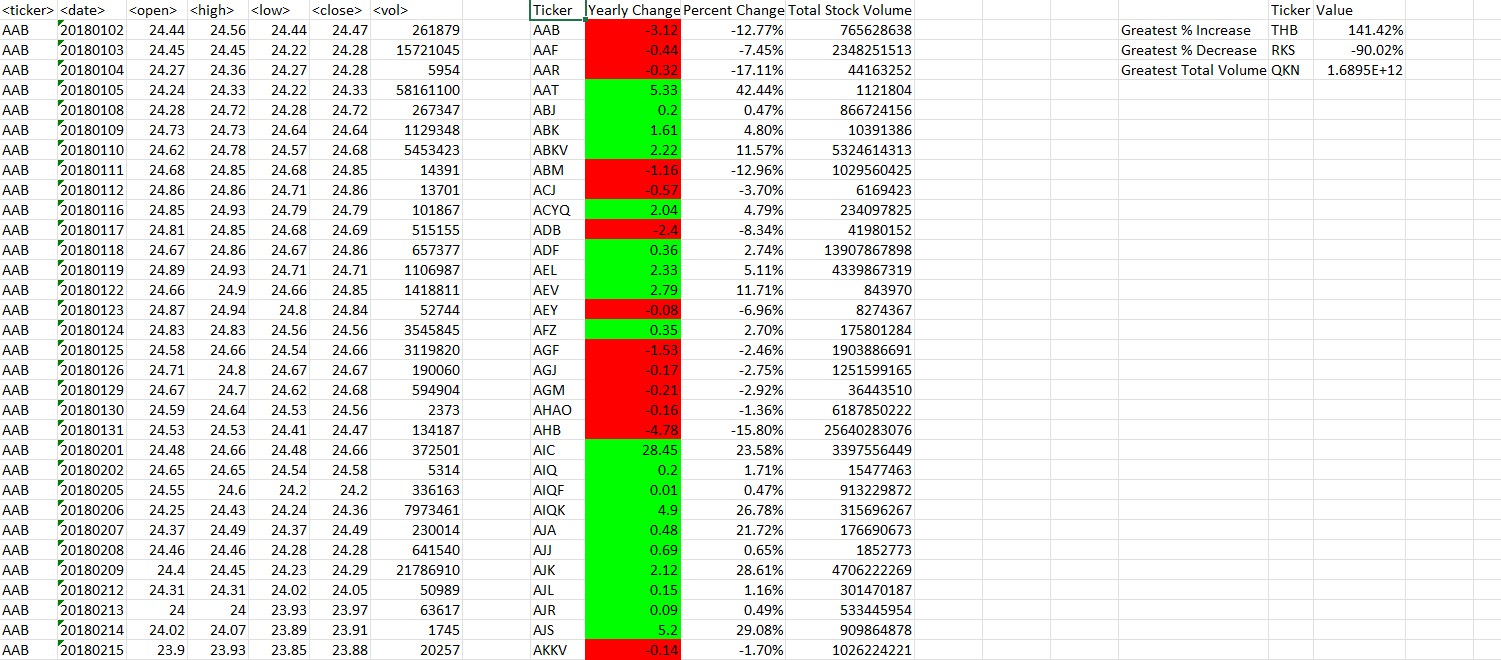 <ticker> <date> <open> <high> <low> <close> <vol> Ticker Yearly Change Percent Change Total Stock Volume Ticker Value
AAB 20180102 24.44 24.56 24.44 24.47 261879 AAB -3.12 -12.77% 765628638 Greatest % Increase THB 141.42%
AAB 20180103 24.45 24.45 24.22 24.28 15721045 AAF -0.44 -7.45% 2348251513 Greatest % Decrease RKS -90.02%
AAB 20180104 24.27 24.36 24.27 24.28 5954 AAR -0.32 -17.11% 44163252 Greatest Total Volume QKN 1.6895E+12
AAB 20180105 24.24 24.33 24.22 24.33 58161100 AAT 5.33 42.44% 1121804
AAB 20180108 24.28 24.72 24.28 24.72 267347 ABJ 0.2 0.47% 866724156
AAB 20180109 24.73 24.73 24.64 24.64 1129348 ABK 1.61 4.80% 10391386
AAB 20180110 24.62 24.78 24.57 24.68 5453423 ABKV 2.22 11.57% 5324614313
AAB 20180111 24.68 24.85 24.68 24.85 14391 ABM -1.16 -12.96% 1029560425
AAB 20180112 24.86 24.86 24.71 24.86 13701 ACJ -0.57 -3.70% 6169423
AAB 20180116 24.85 24.93 24.79 24.79 101867 ACYQ 2.04 4.79% 234097825
AAB 20180117 24.81 24.85 24.68 24.69 515155 ADB -2.4 -8.34% 41980152
AAB 20180118 24.67 24.86 24.67 24.86 657377 ADF 0.36 2.74% 13907867898
AAB 20180119 24.89 24.93 24.71 24.71 1106987 AEL 2.33 5.11% 4339867319
AAB 20180122 24.66 24.9 24.66 24.85 1418811 AEV 2.79 11.71% 843970
AAB 20180123 24.87 24.94 24.8 24.84 52744 AEY -0.08 -6.96% 8274367
AAB 20180124 24.83 24.83 24.56 24.56 3545845 AFZ 0.35 2.70% 175801284
AAB 20180125 24.58 24.66 24.54 24.66 3119820 AGF -1.53 -2.46% 1903886691
AAB 20180126 24.71 24.8 24.67 24.67 190060 AGJ -0.17 -2.75% 1251599165
AAB 20180129 24.67 24.7 24.62 24.68 594904 AGM -0.21 -2.92% 36443510
AAB 20180130 24.59 24.64 24.53 24.56 2373 AHAO -0.16 -1.36% 6187850222
AAB 20180131 24.53 24.53 24.41 24.47 134187 AHB -4.78 -15.80% 25640283076
AAB 20180201 24.48 24.66 24.48 24.66 372501 AIC 28.45 23.58% 3397556449
AAB 20180202 24.65 24.65 24.54 24.58 5314 AIQ 0.2 1.71% 15477463
AAB 20180205 24.55 24.6 24.2 24.2 336163 AIQF 0.01 0.47% 913229872
AAB 20180206 24.25 24.43 24.24 24.36 7973461 AIQK 4.9 26.78% 315696267
AAB 20180207 24.37 24.49 24.37 24.49 230014 AJA 0.48 21.72% 176690673
AAB 20180208 24.46 24.46 24.28 24.28 641540 AJJ 0.69 0.65% 1852773
AAB 20180209 24.4 24.45 24.23 24.29 21786910 AJK 2.12 28.61% 4706222269
AAB 20180212 24.31 24.31 24.02 24.05 50989 AJL 0.15 1.16% 301470187
AAB 20180213 24 24 23.93 23.97 63617 AJR 0.09 0.49% 533445954
AAB 20180214 24.02 24.07 23.89 23.91 1745 AJS 5.2 29.08% 909864878
AAB 20180215 23.9 23.93 23.85 23.88 20257 AKKV -0.14 -1.70% 1026224221